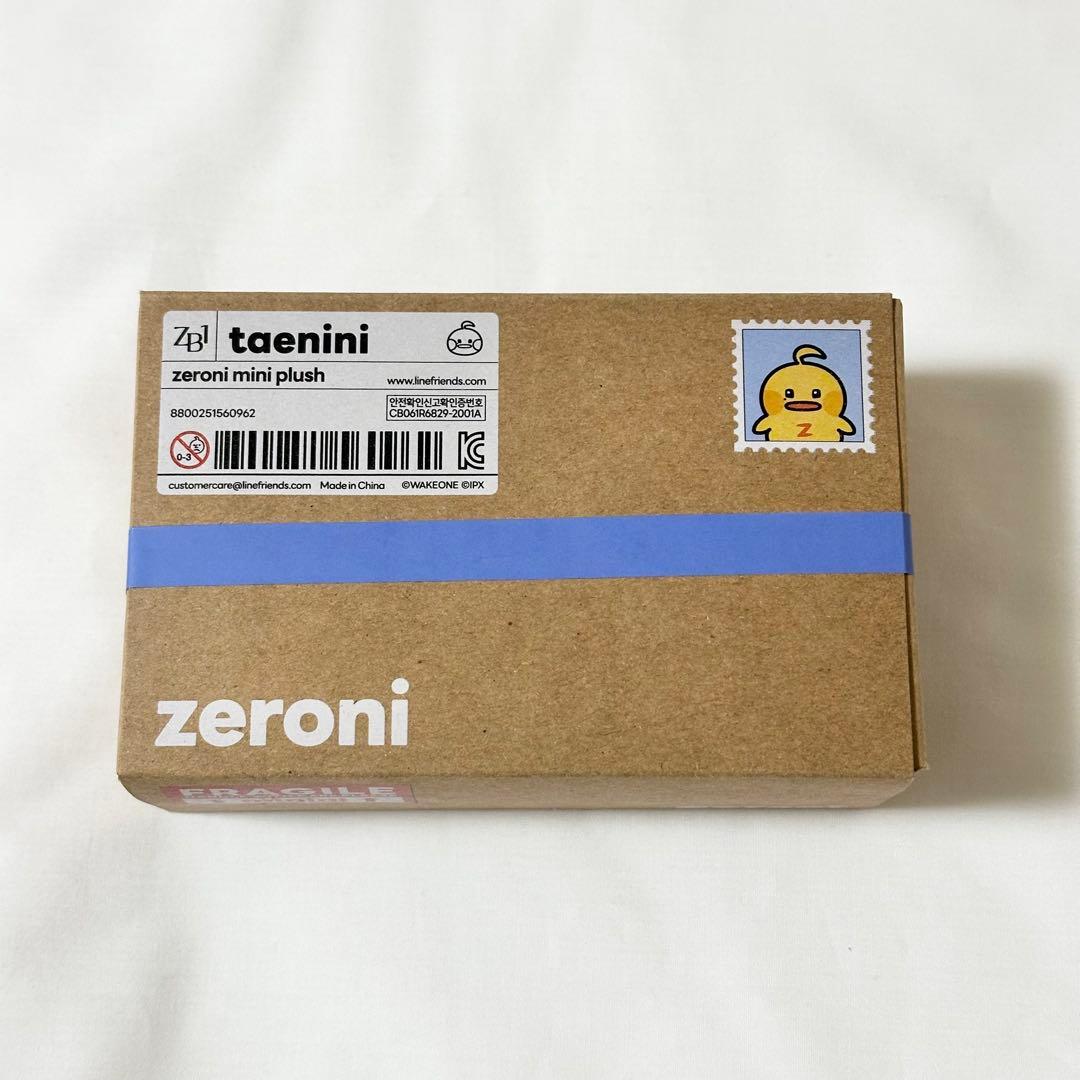 ZB1 taenini
zeroni mini plush
www.linefriends.com
8800251560962
안전확인신고확인증번호
CB061R6829-2001A
0-3
customercare@linefriends.com Made in China ©WAKEONE ©IPX
Z
zeroni
FRAGILE